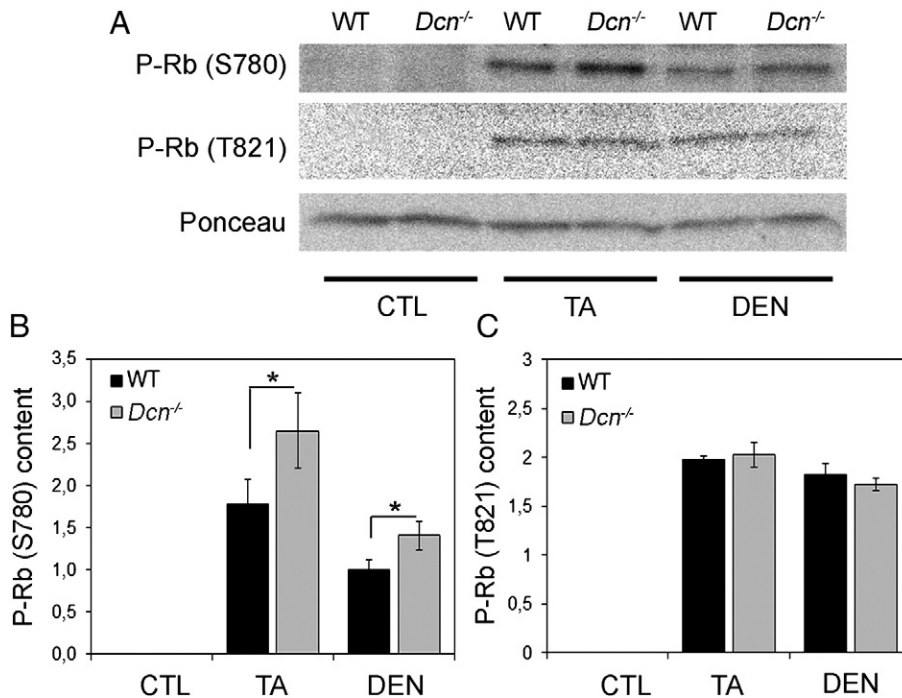 A
WT Dcn-/- WT Dcn-/- WT Dcn-/-
P-Rb (S780)
P-Rb (T821)
Ponceau
CTL TA DEN
B
P-Rb (S780) content
3,5
3,0
2,5
2,0
1,5
1,0
0,5
0,0
WT
Dcn-/-
*
*
CTL TA DEN
C
P-Rb (T821) content
3
2,5
2
1,5
1
0,5
0
WT
Dcn-/-
CTL TA DEN